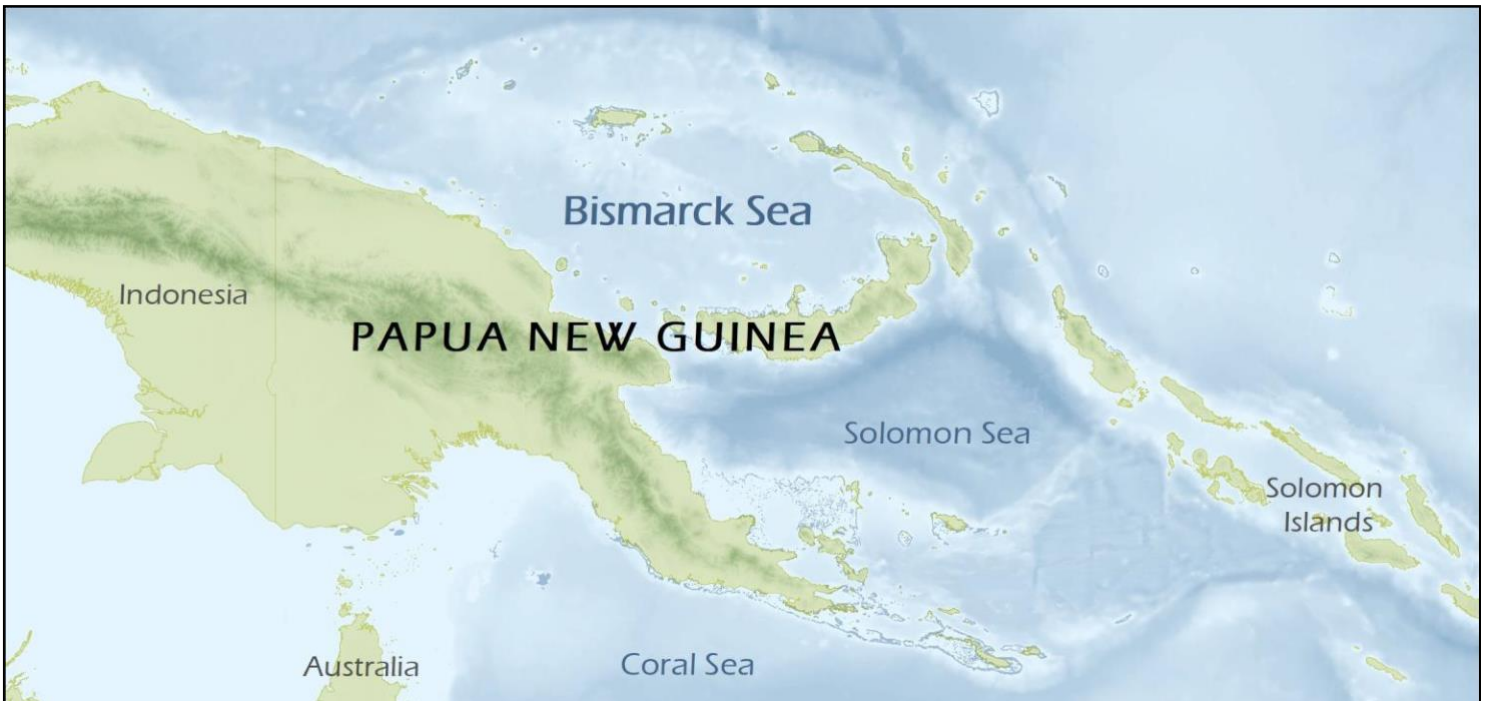 Bismarck Sea
Indonesia
PAPUA NEW GUINEA
Solomon Sea
Solomon
Islands
Australia
Coral Sea